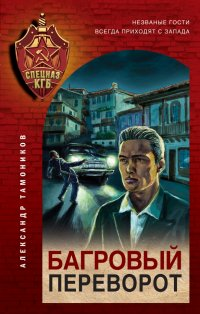 НЕЗВАНЫЕ ГОСТИ
ВСЕГДА ПРИХОДЯТ С ЗАПАДА
СПЕЦНАЗ
КГБ
АЛЕКСАНДР ТАМОНИКОВ
БАГРОВЫЙ
ПЕРЕВОРОТ